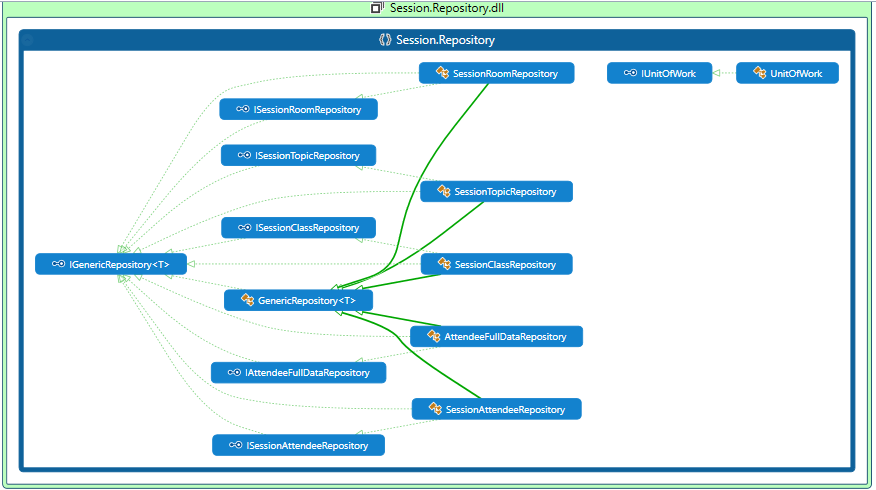 Session.Repository.dll
Session.Repository
SessionRoomRepository
IUnitOfWork
UnitOfWork
ISessionRoomRepository
ISessionTopicRepository
SessionTopicRepository
ISessionClassRepository
IGenericRepository<T>
SessionClassRepository
GenericRepository<T>
AttendeeFullDataRepository
IAttendeeFullDataRepository
SessionAttendeeRepository
ISessionAttendeeRepository